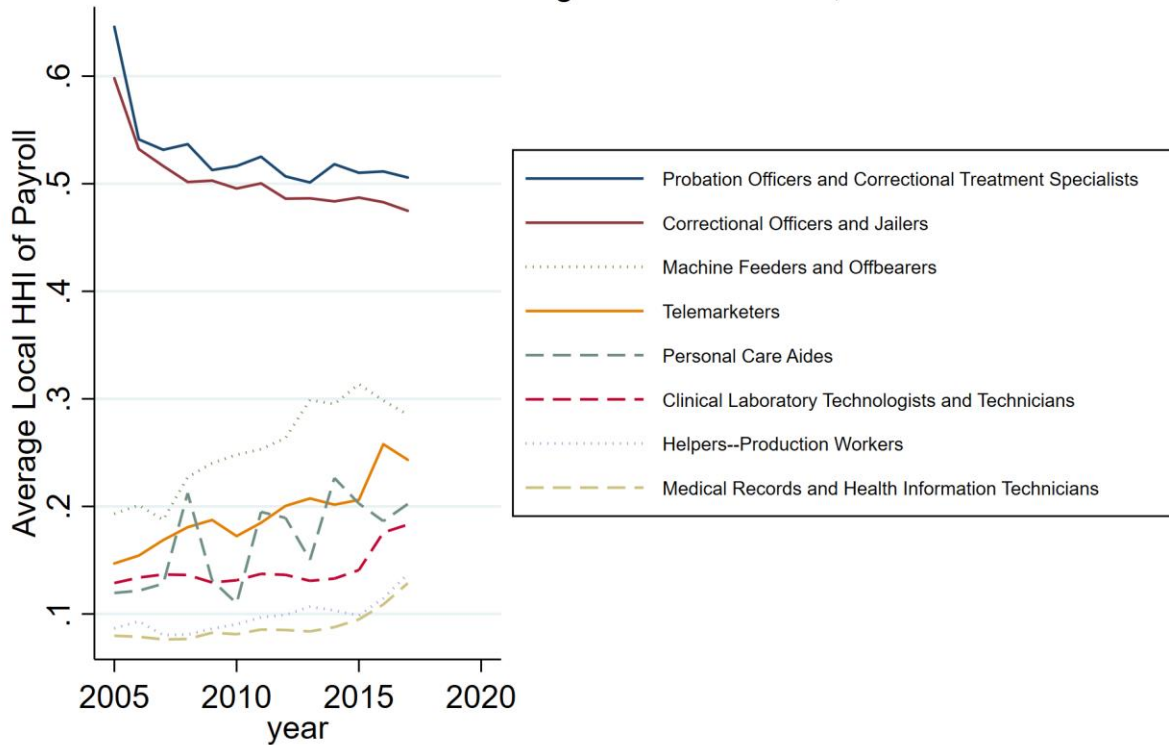 Average Local HHI of Payroll
.6
.5
.4
.3
.2
.1
2005 2010 2015 2020
year
Probation Officers and Correctional Treatment Specialists
Correctional Officers and Jailers
Machine Feeders and Offbearers
Telemarketers
Personal Care Aides
Clinical Laboratory Technologists and Technicians
Helpers--Production Workers
Medical Records and Health Information Technicians